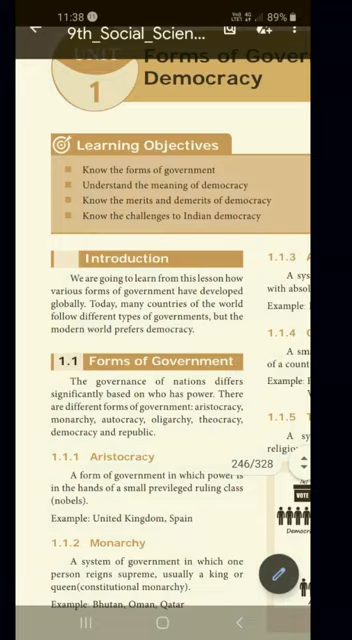 11:38
89%
9th_Social_Scien...
UNIT
1
Forms of Gover
Democracy
Learning Objectives
Know the forms of government
Understand the meaning of democracy
Know the merits and demerits of democracy
Know the challenges to Indian democracy
Introduction
We are going to learn from this lesson how
various forms of government have developed
globally. Today, many countries of the world
follow different types of governments, but the
modern world prefers democracy.
1.1 Forms of Government
The governance of nations differs
significantly based on who has power. There
are different forms of government: aristocracy,
monarchy, autocracy, oligarchy, theocracy,
democracy and republic.
1.1.1 Aristocracy
A form of government in which power is
in the hands of a small previleged ruling class
(nobels).
Example: United Kingdom, Spain
1.1.2 Monarchy
A system of government in which one
person reigns supreme, usually a king or
queen(constitutional monarchy).
Example: Bhutan, Oman, Qatar
1.1.3 A
A sys
with absol
Example:
1.1.4
A sma
of a count
Example:
1.1.5 T
A sy
religio
246/328
VOTE
Democ